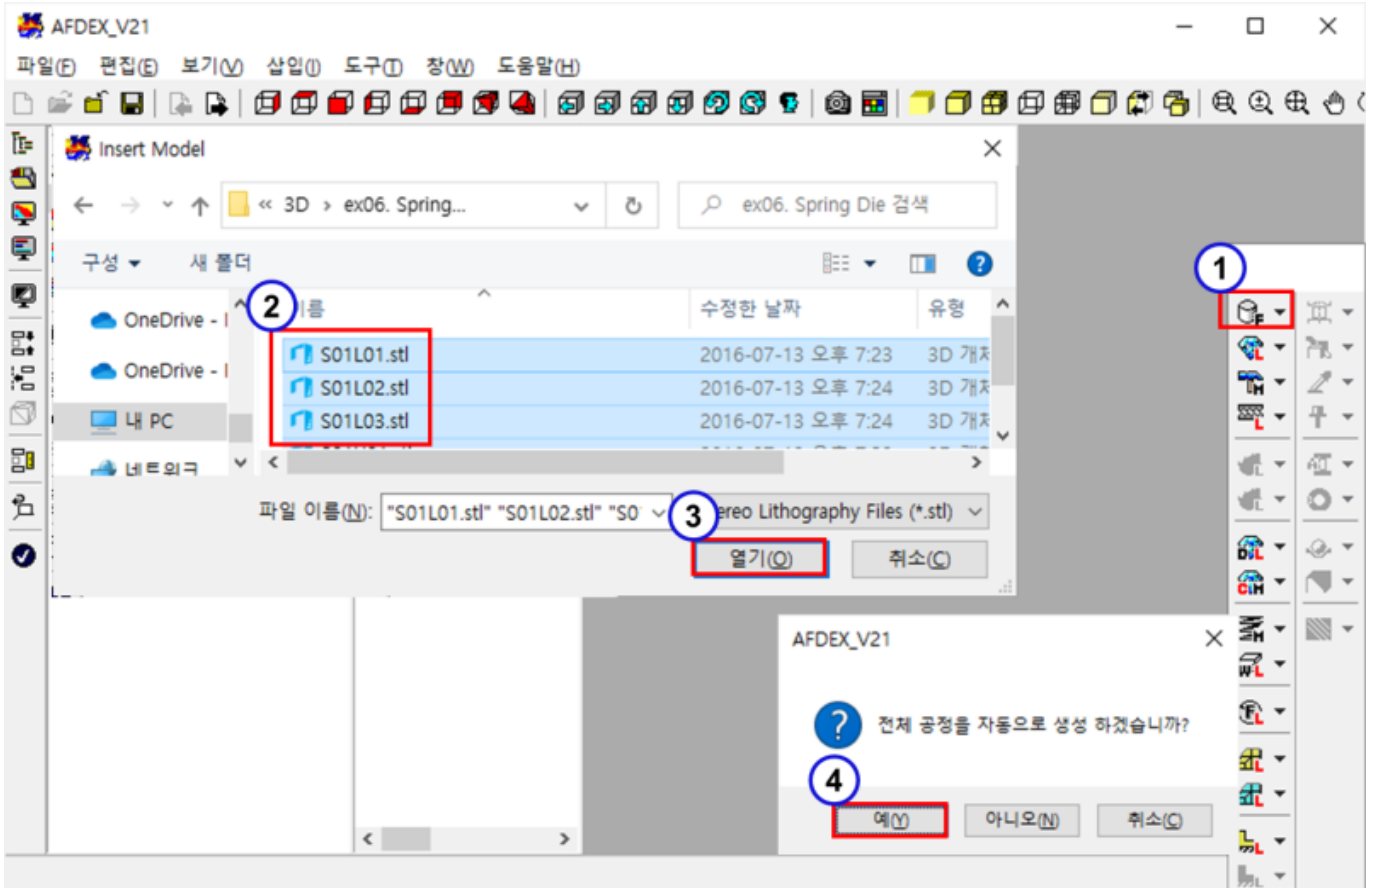 AFDEX_V21
파일(F) 편집(E) 보기(V) 삽입(I) 도구(T) 창(W) 도움말(H)
Insert Model
« 3D › ex06. Spring...
ex06. Spring Die 검색
구성 새 폴더
1
2
이름 수정한 날짜 유형
OneDrive -
OneDrive -
내 PC
네트워크
S01L01.stl 2016-07-13 오후 7:23 3D 개체
S01L02.stl 2016-07-13 오후 7:24 3D 개체
S01L03.stl 2016-07-13 오후 7:24 3D 개체
파일 이름(N): "S01L01.stl" "S01L02.stl" "S0
3
ereo Lithography Files (*.stl)
열기(O) 취소(C)
AFDEX_V21
전체 공정을 자동으로 생성 하겠습니까?
4
예(Y) 아니오(N) 취소(C)